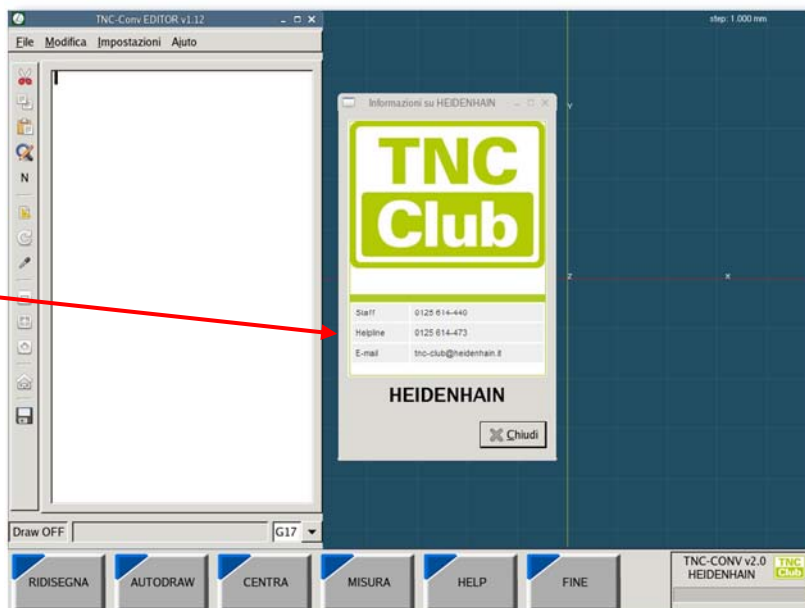 TNC-Conv EDITOR v1.12
step: 1.000 mm
File Modifica Impostazioni Ajuto
N
Informazioni su HEIDENHAIN
TNC
Club
Staff 0125 614-440
Helpline 0125 614-473
E-mail tnc-club@heidenhain.it
HEIDENHAIN
Chiudi
Y
Z
X
Draw OFF
G17
RIDISEGNA
AUTODRAW
CENTRA
MISURA
HELP
FINE
TNC-CONV v2.0
HEIDENHAIN
TNC
Club